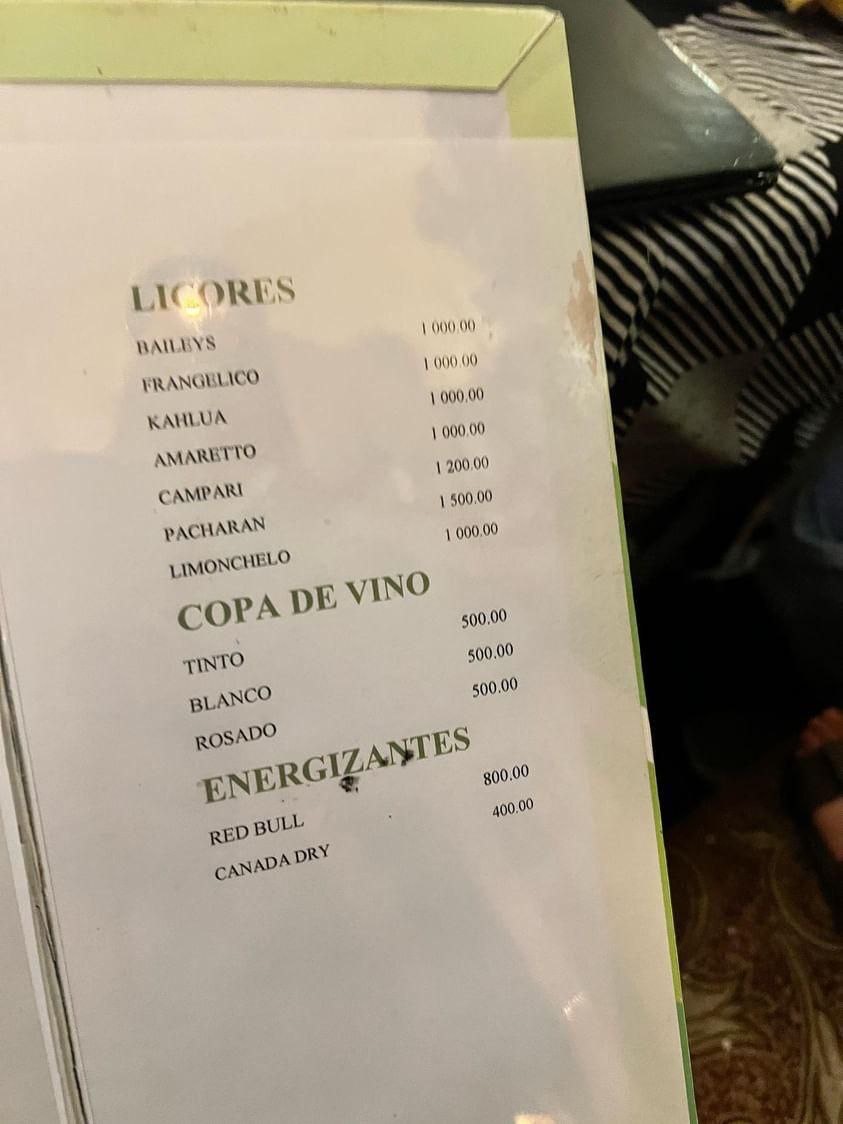 LICORES
BAILEYS 1 000.00
FRANGELICO 1 000.00
KAHLUA 1 000.00
AMARETTO 1 000.00
CAMPARI 1 200.00
PACHARAN 1 500.00
LIMONCHELO 1 000.00
COPA DE VINO
TINTO 500.00
BLANCO 500.00
ROSADO 500.00
ENERGIZANTES
RED BULL 800.00
CANADA DRY 400.00